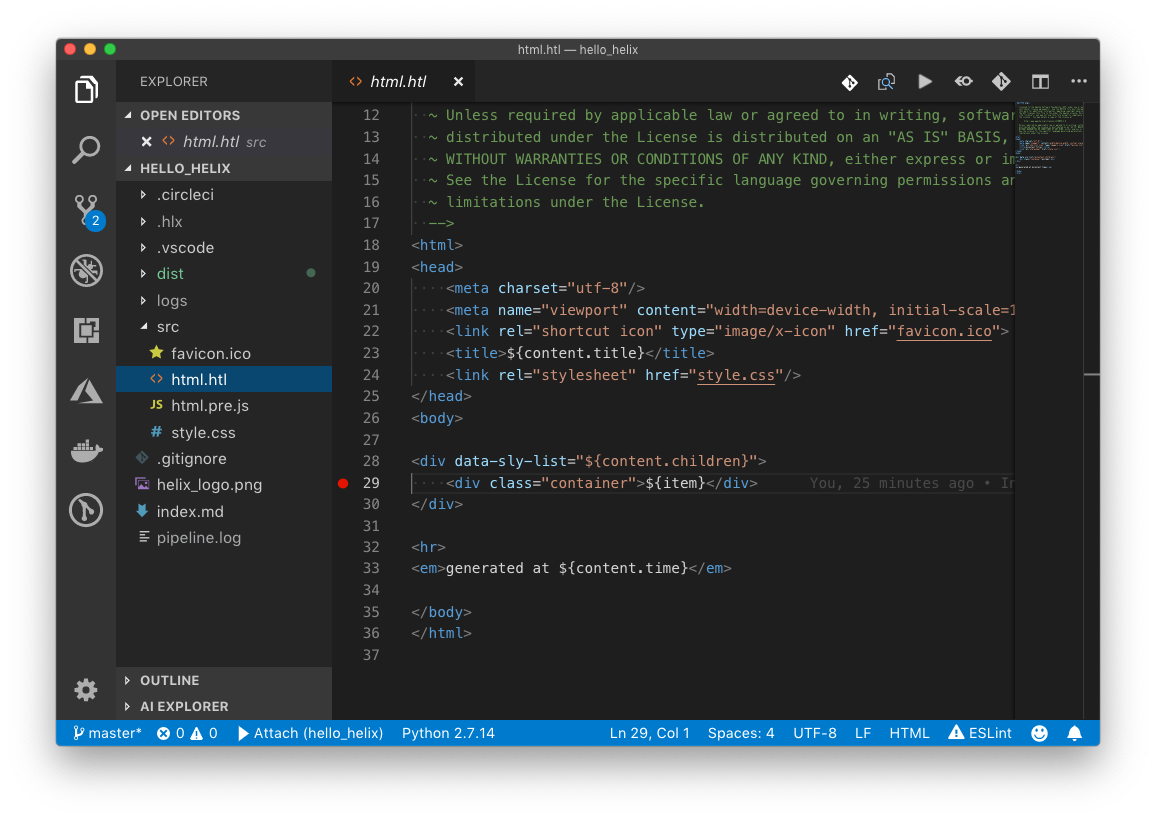 html.htl — hello_helix
EXPLORER
OPEN EDITORS
html.htl src
HELLO_HELIX
.circleci
.hlx
.vscode
dist
logs
src
favicon.ico
html.htl
JS html.pre.js
# style.css
.gitignore
helix_logo.png
index.md
pipeline.log
OUTLINE
AI EXPLORER
2
<> html.htl ×
12 ~ Unless required by applicable law or agreed to in writing, softwar
13 ~ distributed under the License is distributed on an "AS IS" BASIS,
14 ~ WITHOUT WARRANTIES OR CONDITIONS OF ANY KIND, either express or im
15 ~ See the License for the specific language governing permissions an
16 ~ limitations under the License.
17 -->
18 <html>
19 <head>
20 <meta charset="utf-8"/>
21 <meta name="viewport" content="width=device-width, initial-scale=1
22 <link rel="shortcut icon" type="image/x-icon" href="favicon.ico">
23 <title>${content.title}</title>
24 <link rel="stylesheet" href="style.css"/>
25 </head>
26 <body>
27
28 <div data-sly-list="${content.children}">
29 <div class="container">${item}</div> You, 25 minutes ago • In
30 </div>
31
32 <hr>
33 <em>generated at ${content.time}</em>
34
35 </body>
36 </html>
37
master* 0 0 Attach (hello_helix) Python 2.7.14 Ln 29, Col 1 Spaces: 4 UTF-8 LF HTML ESLint